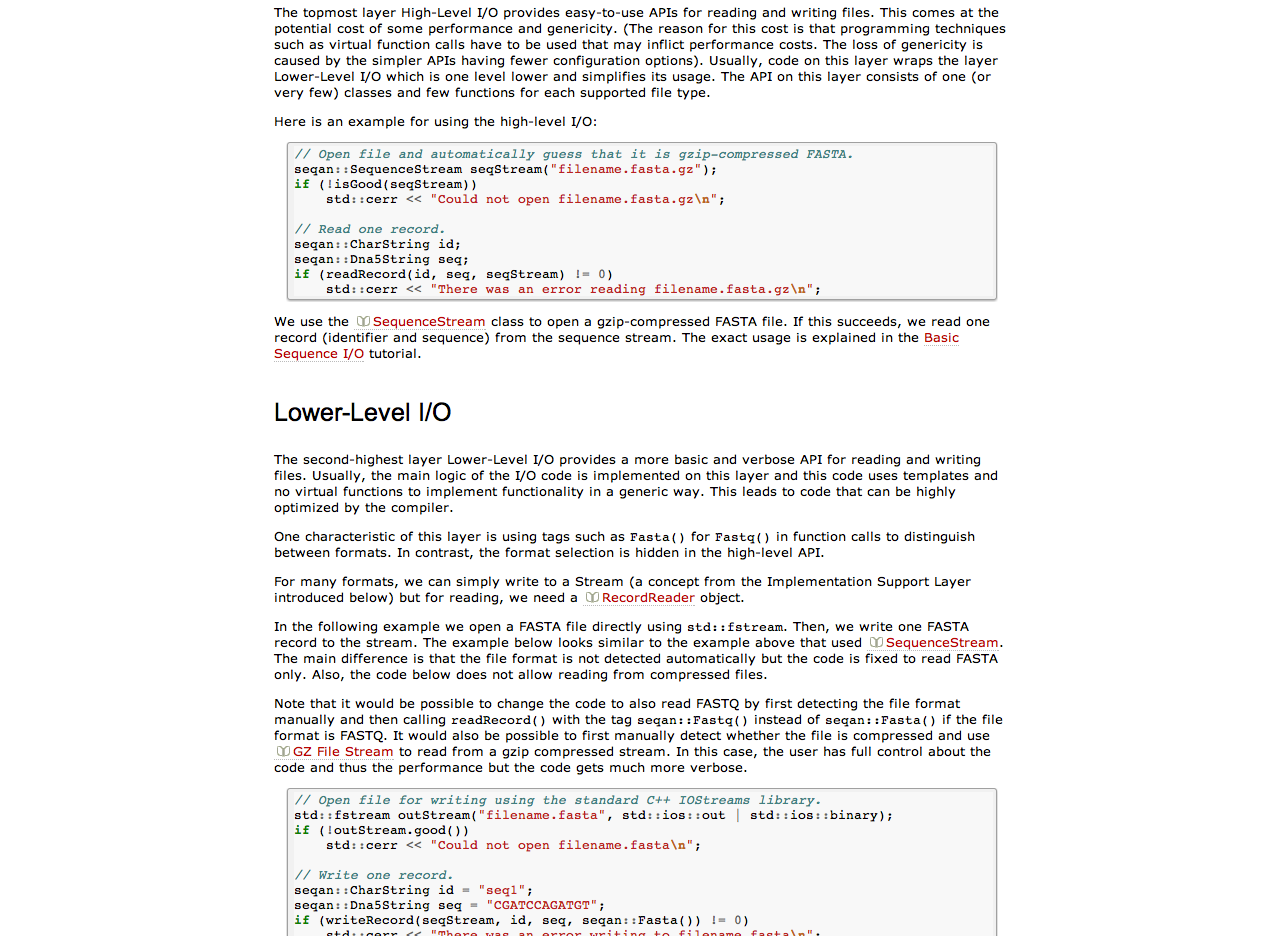 The topmost layer High-Level I/O provides easy-to-use APIs for reading and writing files. This comes at the
potential cost of some performance and genericity. (The reason for this cost is that programming techniques
such as virtual function calls have to be used that may inflict performance costs. The loss of genericity is
caused by the simpler APIs having fewer configuration options). Usually, code on this layer wraps the layer
Lower-Level I/O which is one level lower and simplifies its usage. The API on this layer consists of one (or
very few) classes and few functions for each supported file type.
Here is an example for using the high-level I/O:
// Open file and automatically guess that it is gzip-compressed FASTA.
seqan::SequenceStream seqStream("filename.fasta.gz");
if (!isGood(seqStream))
    std::cerr << "Could not open filename.fasta.gz\n";
// Read one record.
seqan::CharString id;
seqan::Dna5String seq;
if (readRecord(id, seq, seqStream) != 0)
    std::cerr << "There was an error reading filename.fasta.gz\n";
We use the SequenceStream class to open a gzip-compressed FASTA file. If this succeeds, we read one
record (identifier and sequence) from the sequence stream. The exact usage is explained in the Basic
Sequence I/O tutorial.
Lower-Level I/O
The second-highest layer Lower-Level I/O provides a more basic and verbose API for reading and writing
files. Usually, the main logic of the I/O code is implemented on this layer and this code uses templates and
no virtual functions to implement functionality in a generic way. This leads to code that can be highly
optimized by the compiler.
One characteristic of this layer is using tags such as Fasta() for Fastq() in function calls to distinguish
between formats. In contrast, the format selection is hidden in the high-level API.
For many formats, we can simply write to a Stream (a concept from the Implementation Support Layer
introduced below) but for reading, we need a RecordReader object.
In the following example we open a FASTA file directly using std::fstream. Then, we write one FASTA
record to the stream. The example below looks similar to the example above that used SequenceStream.
The main difference is that the file format is not detected automatically but the code is fixed to read FASTA
only. Also, the code below does not allow reading from compressed files.
Note that it would be possible to change the code to also read FASTQ by first detecting the file format
manually and then calling readRecord() with the tag seqan::Fastq() instead of seqan::Fasta() if the file
format is FASTQ. It would also be possible to first manually detect whether the file is compressed and use
GZ File Stream to read from a gzip compressed stream. In this case, the user has full control about the
code and thus the performance but the code gets much more verbose.
// Open file for writing using the standard C++ IOStreams library.
std::fstream outStream("filename.fasta", std::ios::out | std::ios::binary);
if (!outStream.good())
    std::cerr << "Could not open filename.fasta\n";
// Write one record.
seqan::CharString id = "seq1";
seqan::Dna5String seq = "CGATCCAGATGT";
if (writeRecord(seqStream, id, seq, seqan::Fasta()) != 0)
    std::cerr << "There was an error writing to filename.fasta\n";